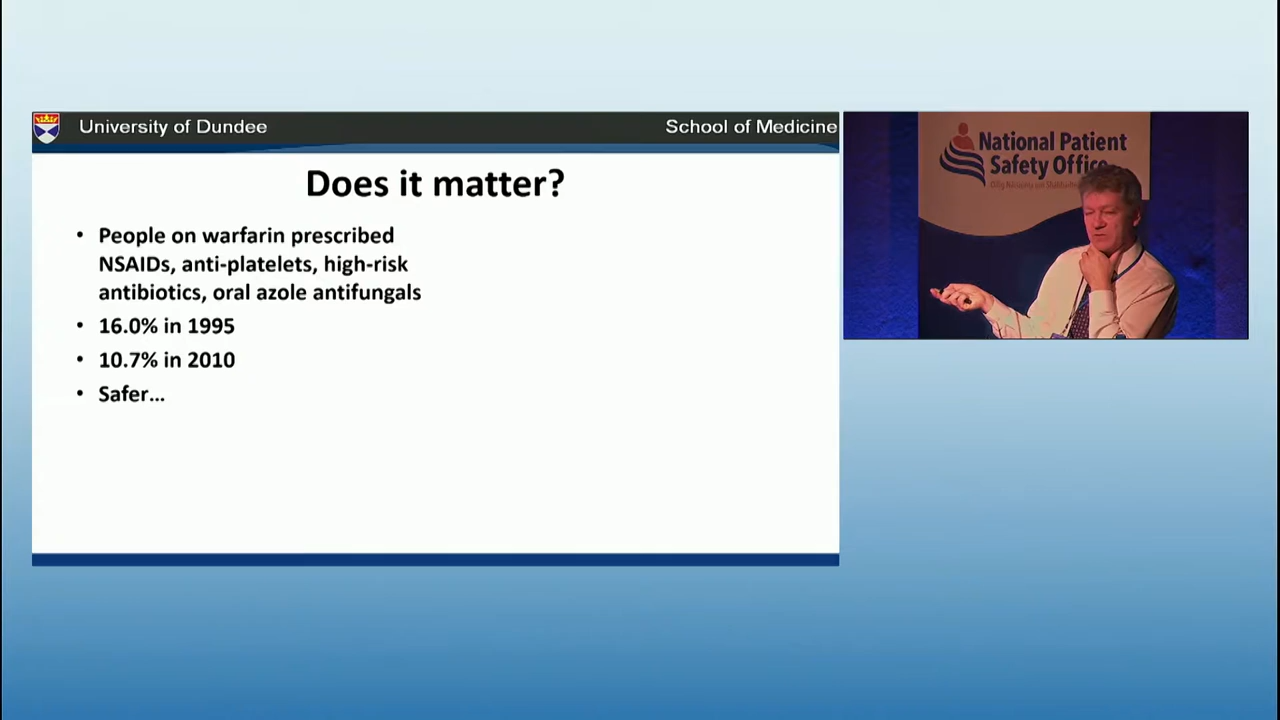 University of Dundee
School of Medicine
Does it matter?
• People on warfarin prescribed
NSAIDs, anti-platelets, high-risk
antibiotics, oral azole antifungals
• 16.0% in 1995
• 10.7% in 2010
• Safer...
National Patient
Safety Office